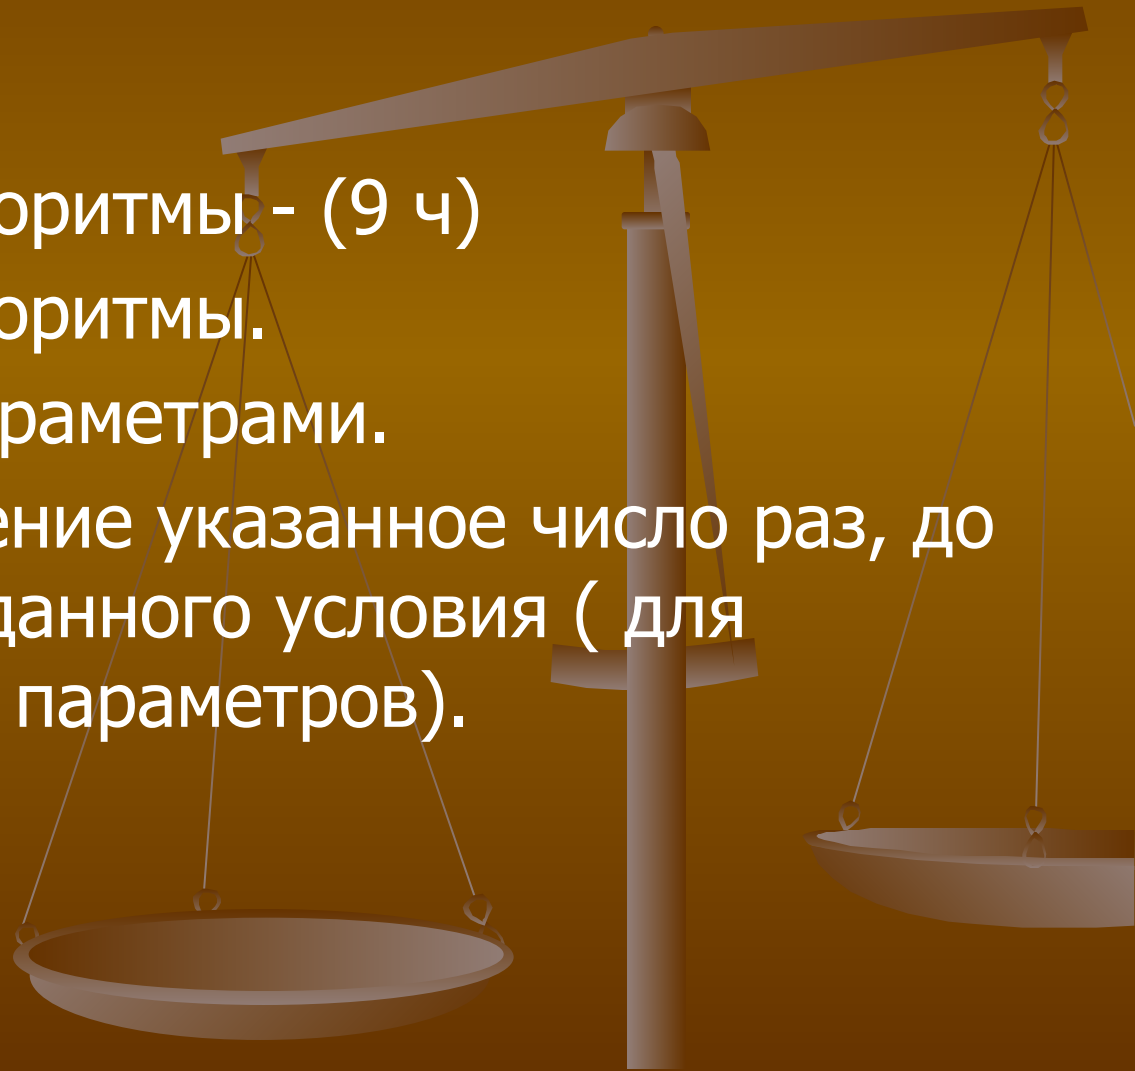 оритмы - (9 ч)
оритмы.
раметрами.
ение указанное число раз, до
данного условия ( для
параметров).